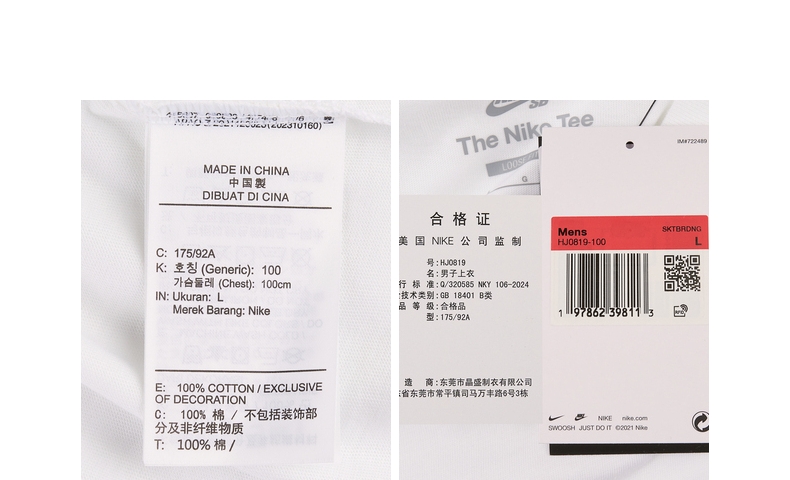 MADE IN CHINA
中国製
DIBUAT DI CINA
C: 175/92A
K: 호칭 (Generic): 100
가슴둘레 (Chest): 100cm
IN: Ukuran: L
Merek Barang: Nike
E: 100% COTTON / EXCLUSIVE
OF DECORATION
C: 100% 棉 / 不包括装饰部
分及非纤维物质
T: 100% 棉 /
The Nike Tee
LOOSE
合格证
美国 NIKE 公司监制
号: HJ0819
名: 男子上衣
行 标 准: Q/320585 NKY 106-2024
技术类别: GB 18401 B类
品 等 级: 合格品
型: 175/92A
造 商: 东莞市晶盛制衣有限公司
省东莞市常平镇司马万丰路6号3栋
IM#722489
SKTBRDNG
Mens
HJ0819-100
L
1 97862 39811 3
RFID
NIKE nike.com
SWOOSH JUST DO IT ©2021 Nike